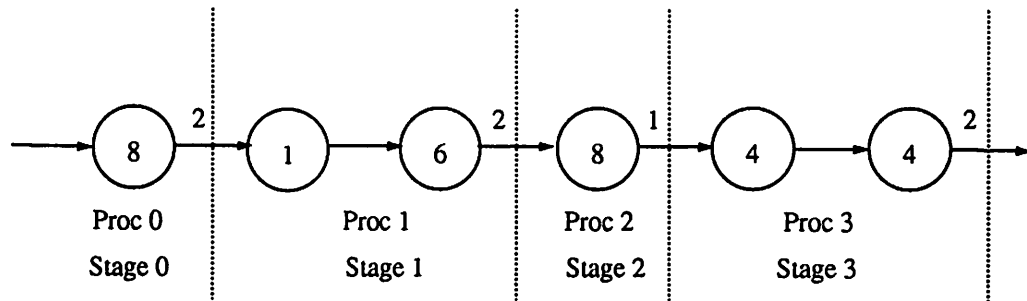 2 2 1 2
8 1 6 8 4 4
Proc 0 Proc 1 Proc 2 Proc 3
Stage 0 Stage 1 Stage 2 Stage 3